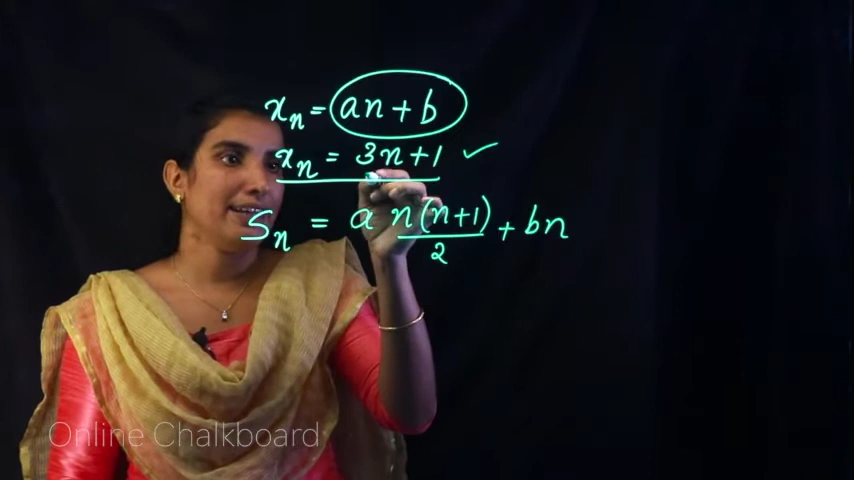 xₙ = an + b
xₙ = 3n + 1 ✓
Sₙ = a n(n+1)/2 + bn
Online Chalkboard